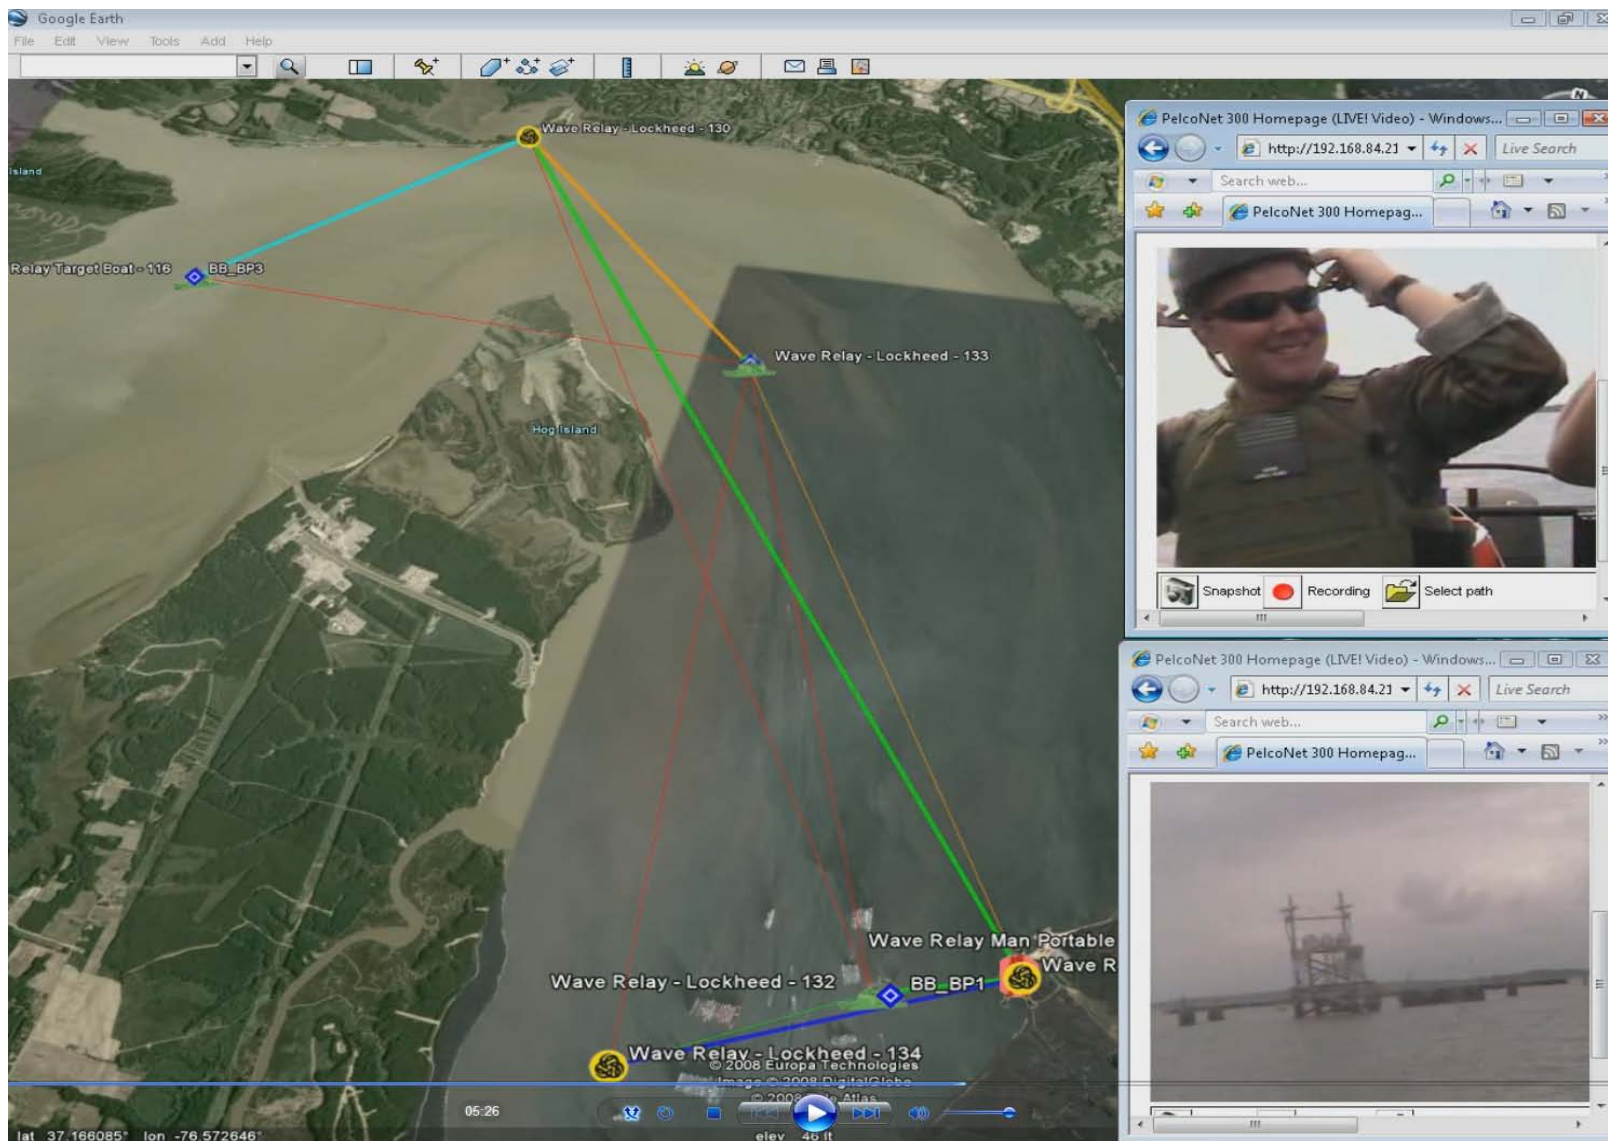 Google Earth
File Edit View Tools Add Help
Wave Relay - Lockheed - 130
Island
Relay Target Boat - 116
BB_BP3
Wave Relay - Lockheed - 133
Hog Island
Wave Relay Man Portable
Wave R
Wave Relay - Lockheed - 132
BB_BP1
Wave Relay - Lockheed - 134
© 2008 Europa Technologies
Image © 2008 DigitalGlobe
© 2008 Atlas
05:26
lat 37.166085° lon -76.572646°
elev 46 ft
N
PelcoNet 300 Homepage (LIVE! Video) - Windows...
http://192.168.84.21
Live Search
Search web...
PelcoNet 300 Homepag...
Snapshot
Recording
Select path
PelcoNet 300 Homepage (LIVE! Video) - Windows...
http://192.168.84.21
Live Search
Search web...
PelcoNet 300 Homepag...